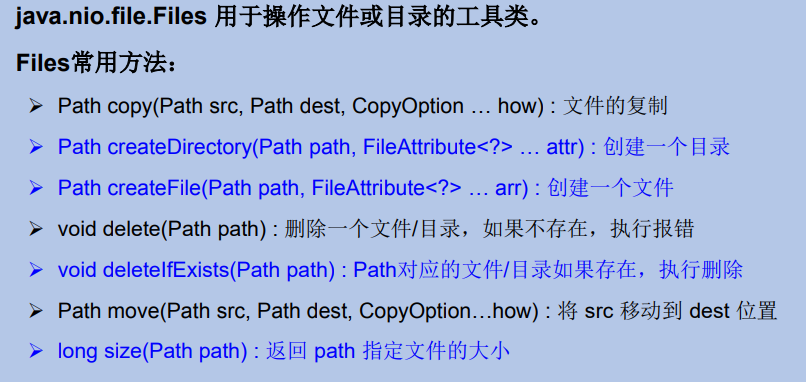 java.nio.file.Files 用于操作文件或目录的工具类。
Files常用方法：
➢ Path copy(Path src, Path dest, CopyOption … how) : 文件的复制
➢ Path createDirectory(Path path, FileAttribute<?> … attr) : 创建一个目录
➢ Path createFile(Path path, FileAttribute<?> … arr) : 创建一个文件
➢ void delete(Path path) : 删除一个文件/目录，如果不存在，执行报错
➢ void deleteIfExists(Path path) : Path对应的文件/目录如果存在，执行删除
➢ Path move(Path src, Path dest, CopyOption…how) : 将 src 移动到 dest 位置
➢ long size(Path path) : 返回 path 指定文件的大小